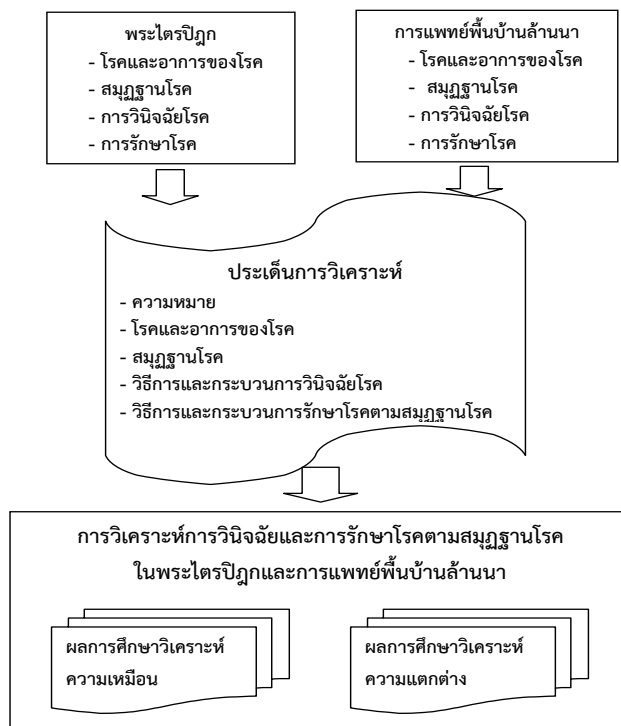 พระไตรปิฎก
- โรคและอาการของโรค
- สมุฏฐานโรค
- การวินิจฉัยโรค
- การรักษาโรค
การแพทย์พื้นบ้านล้านนา
- โรคและอาการของโรค
- สมุฏฐานโรค
- การวินิจฉัยโรค
- การรักษาโรค
ประเด็นการวิเคราะห์
- ความหมาย
- โรคและอาการของโรค
- สมุฏฐานโรค
- วิธีการและกระบวนการวินิจฉัยโรค
- วิธีการและกระบวนการรักษาโรคตามสมุฏฐานโรค
การวิเคราะห์การวินิจฉัยและการรักษาโรคตามสมุฏฐานโรค
ในพระไตรปิฎกและการแพทย์พื้นบ้านล้านนา
ผลการศึกษาวิเคราะห์
ความเหมือน
ผลการศึกษาวิเคราะห์
ความแตกต่าง